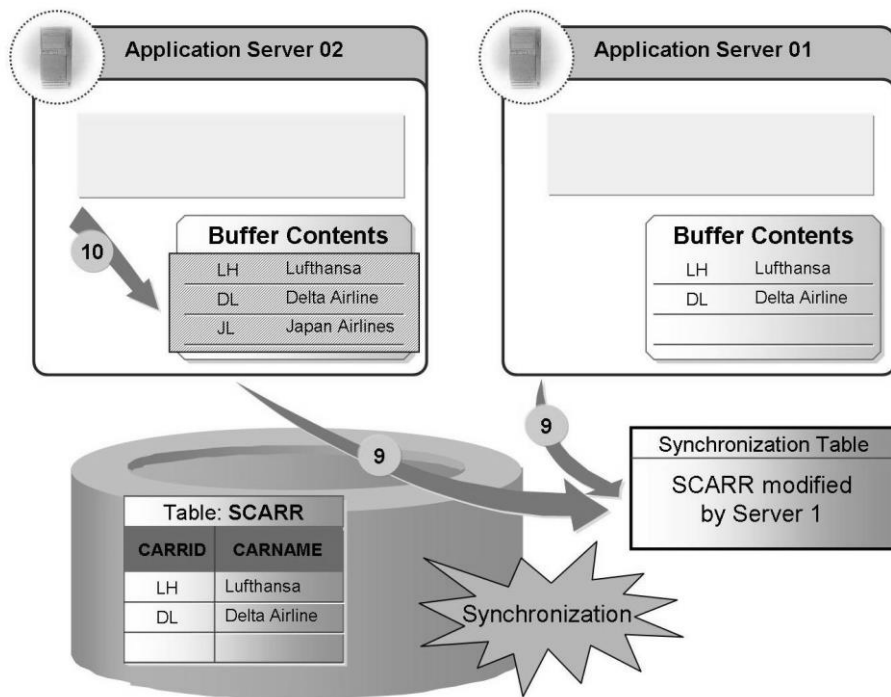 Application Server 02
Application Server 01
10
Buffer Contents
LH Lufthansa
DL Delta Airline
JL Japan Airlines
Buffer Contents
LH Lufthansa
DL Delta Airline
9
9
Synchronization Table
SCARR modified
by Server 1
Table: SCARR
CARRID CARNAME
LH Lufthansa
DL Delta Airline
Synchronization